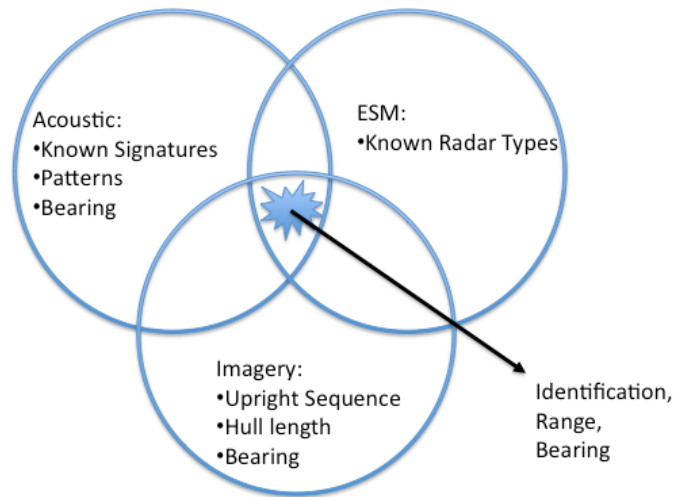 Acoustic:
•Known Signatures
•Patterns
•Bearing
ESM:
•Known Radar Types
Imagery:
•Upright Sequence
•Hull length
•Bearing
Identification,
Range,
Bearing